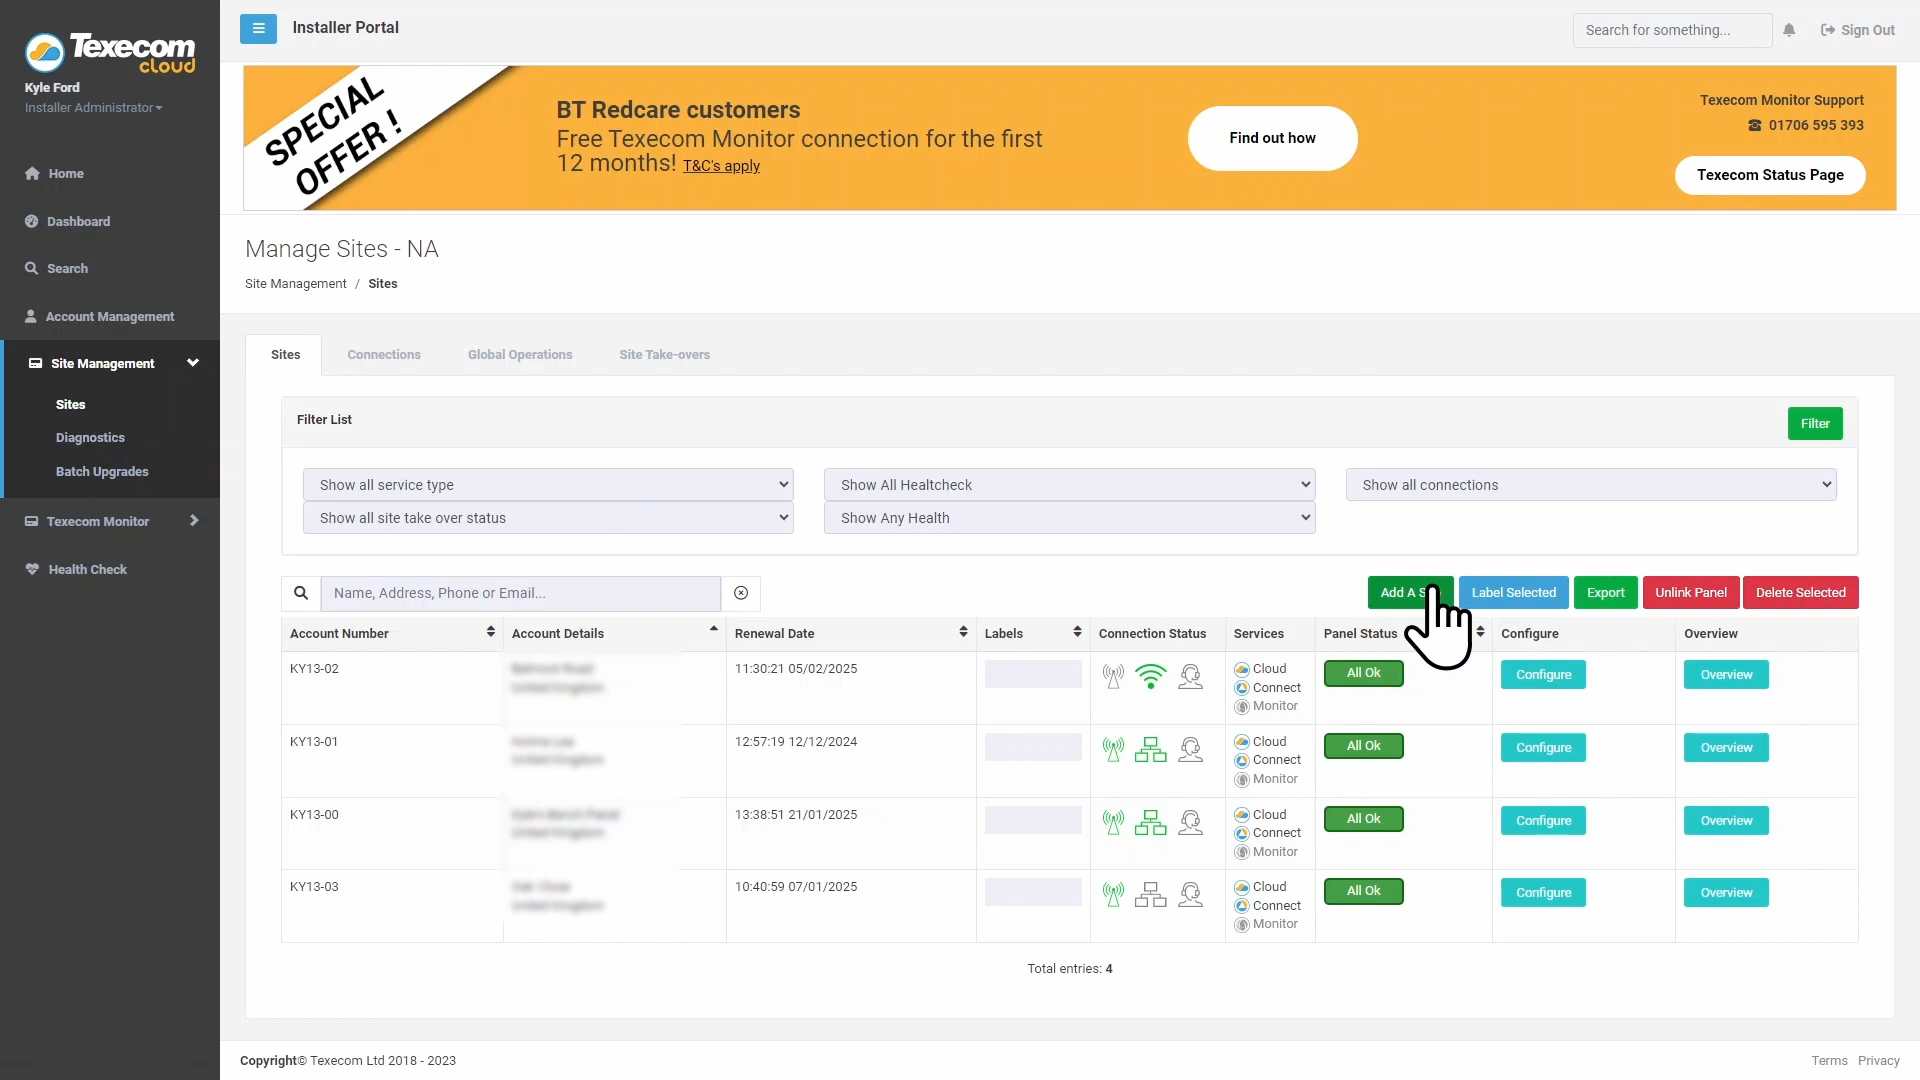 Texecom
cloud
Kyle Ford
Installer Administrator
Home
Dashboard
Search
Account Management
Site Management
Sites
Diagnostics
Batch Upgrades
Texecom Monitor
Health Check
Installer Portal
Search for something...
Sign Out
SPECIAL
OFFER !
BT Redcare customers
Free Texecom Monitor connection for the first
12 months! T&C's apply
Find out how
Texecom Monitor Support
01706 595 393
Texecom Status Page
Manage Sites - NA
Site Management / Sites
Sites Connections Global Operations Site Take-overs
Filter List
Filter
Show all service type Show All Healtcheck Show all connections
Show all site take over status Show Any Health
Name, Address, Phone or Email...
Add A Label Selected Export Unlink Panel Delete Selected
Account Number Account Details Renewal Date Labels Connection Status Services Panel Status Configure Overview
KY13-02 11:30:21 05/02/2025 Cloud All Ok Configure Overview
Connect
Monitor
KY13-01 12:57:19 12/12/2024 Cloud All Ok Configure Overview
Connect
Monitor
KY13-00 13:38:51 21/01/2025 Cloud All Ok Configure Overview
Connect
Monitor
KY13-03 10:40:59 07/01/2025 Cloud All Ok Configure Overview
Connect
Monitor
Total entries: 4
Copyright© Texecom Ltd 2018 - 2023
Terms Privacy